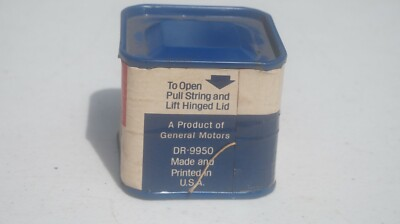 To Open
Pull String and
Lift Hinged Lid
A Product of
General Motors
DR-9950
Made and
Printed in
U.S.A.